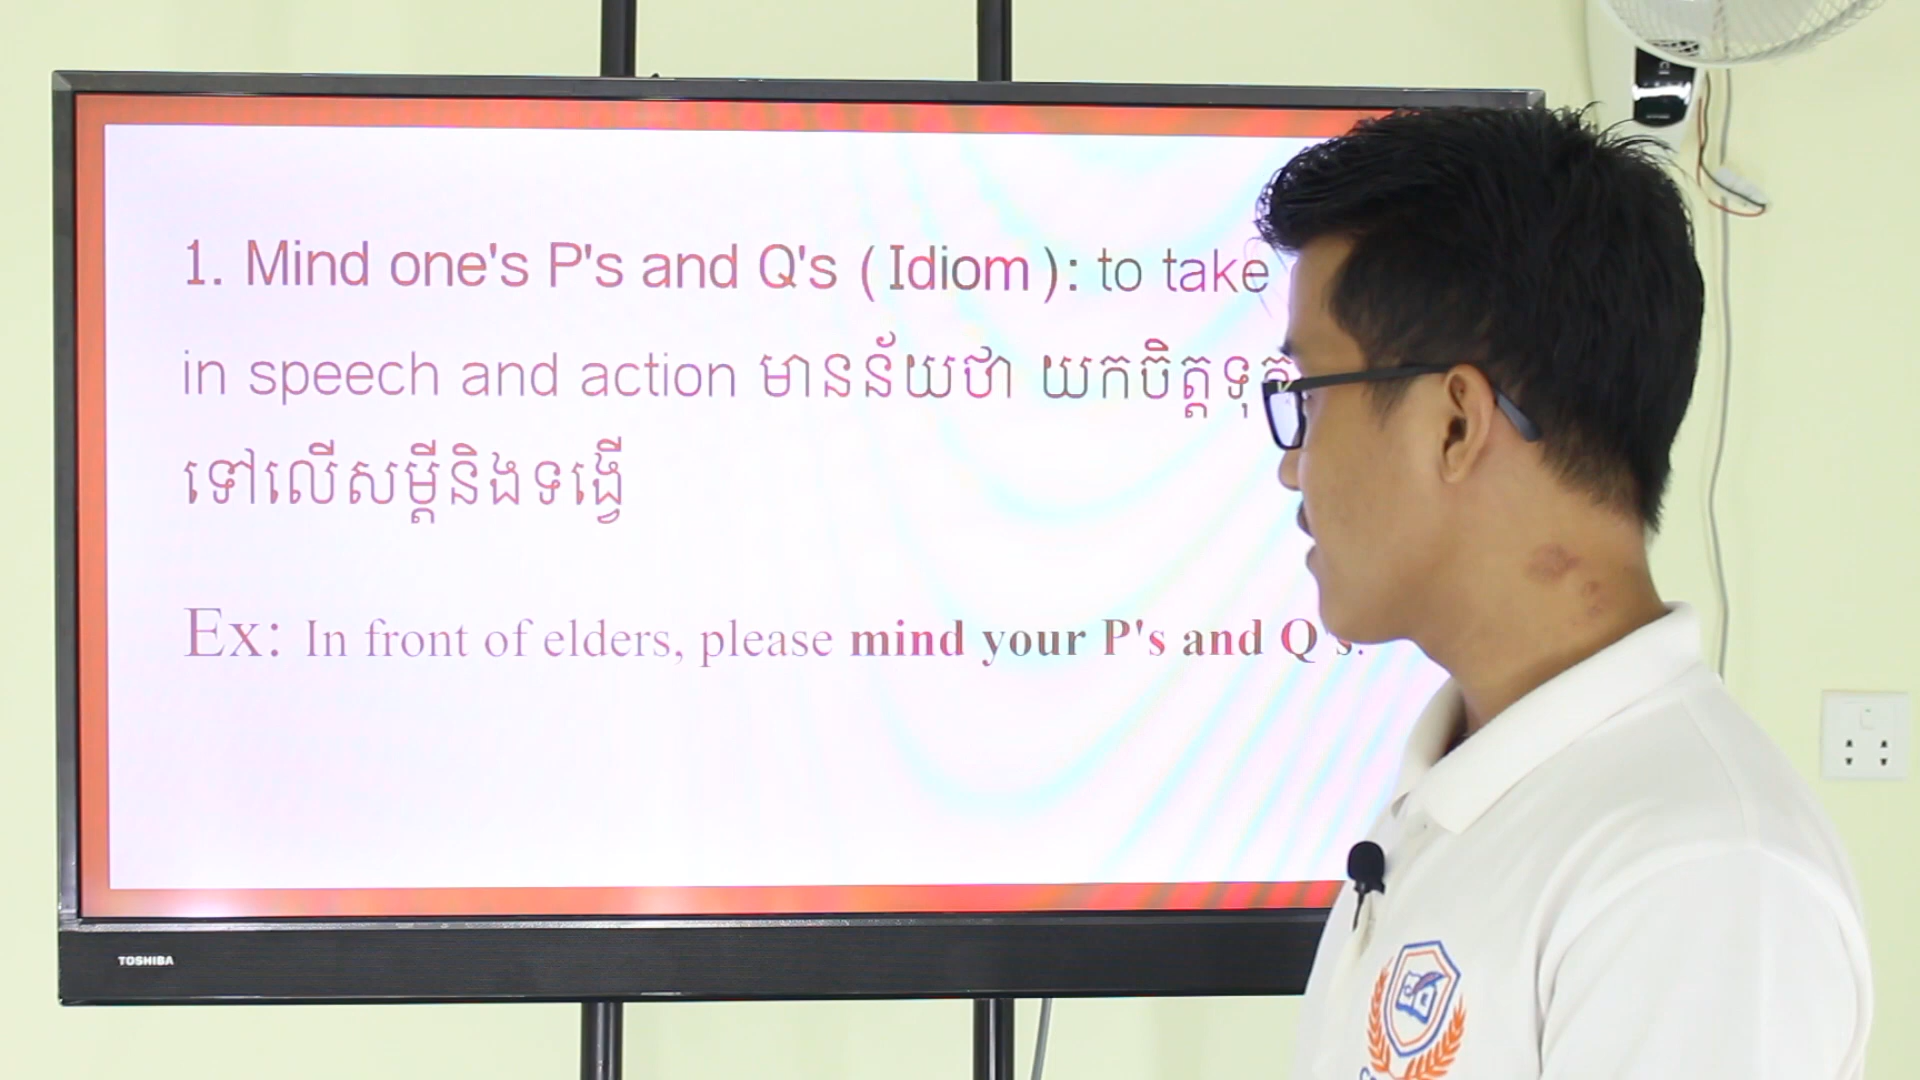 1. Mind one's P's and Q's ( Idiom ): to take
in speech and action មានន័យថា យកចិត្តទុក
ទៅលើសម្ដីនិងទង្វើ
Ex: In front of elders, please mind your P's and Q's.
TOSHIBA